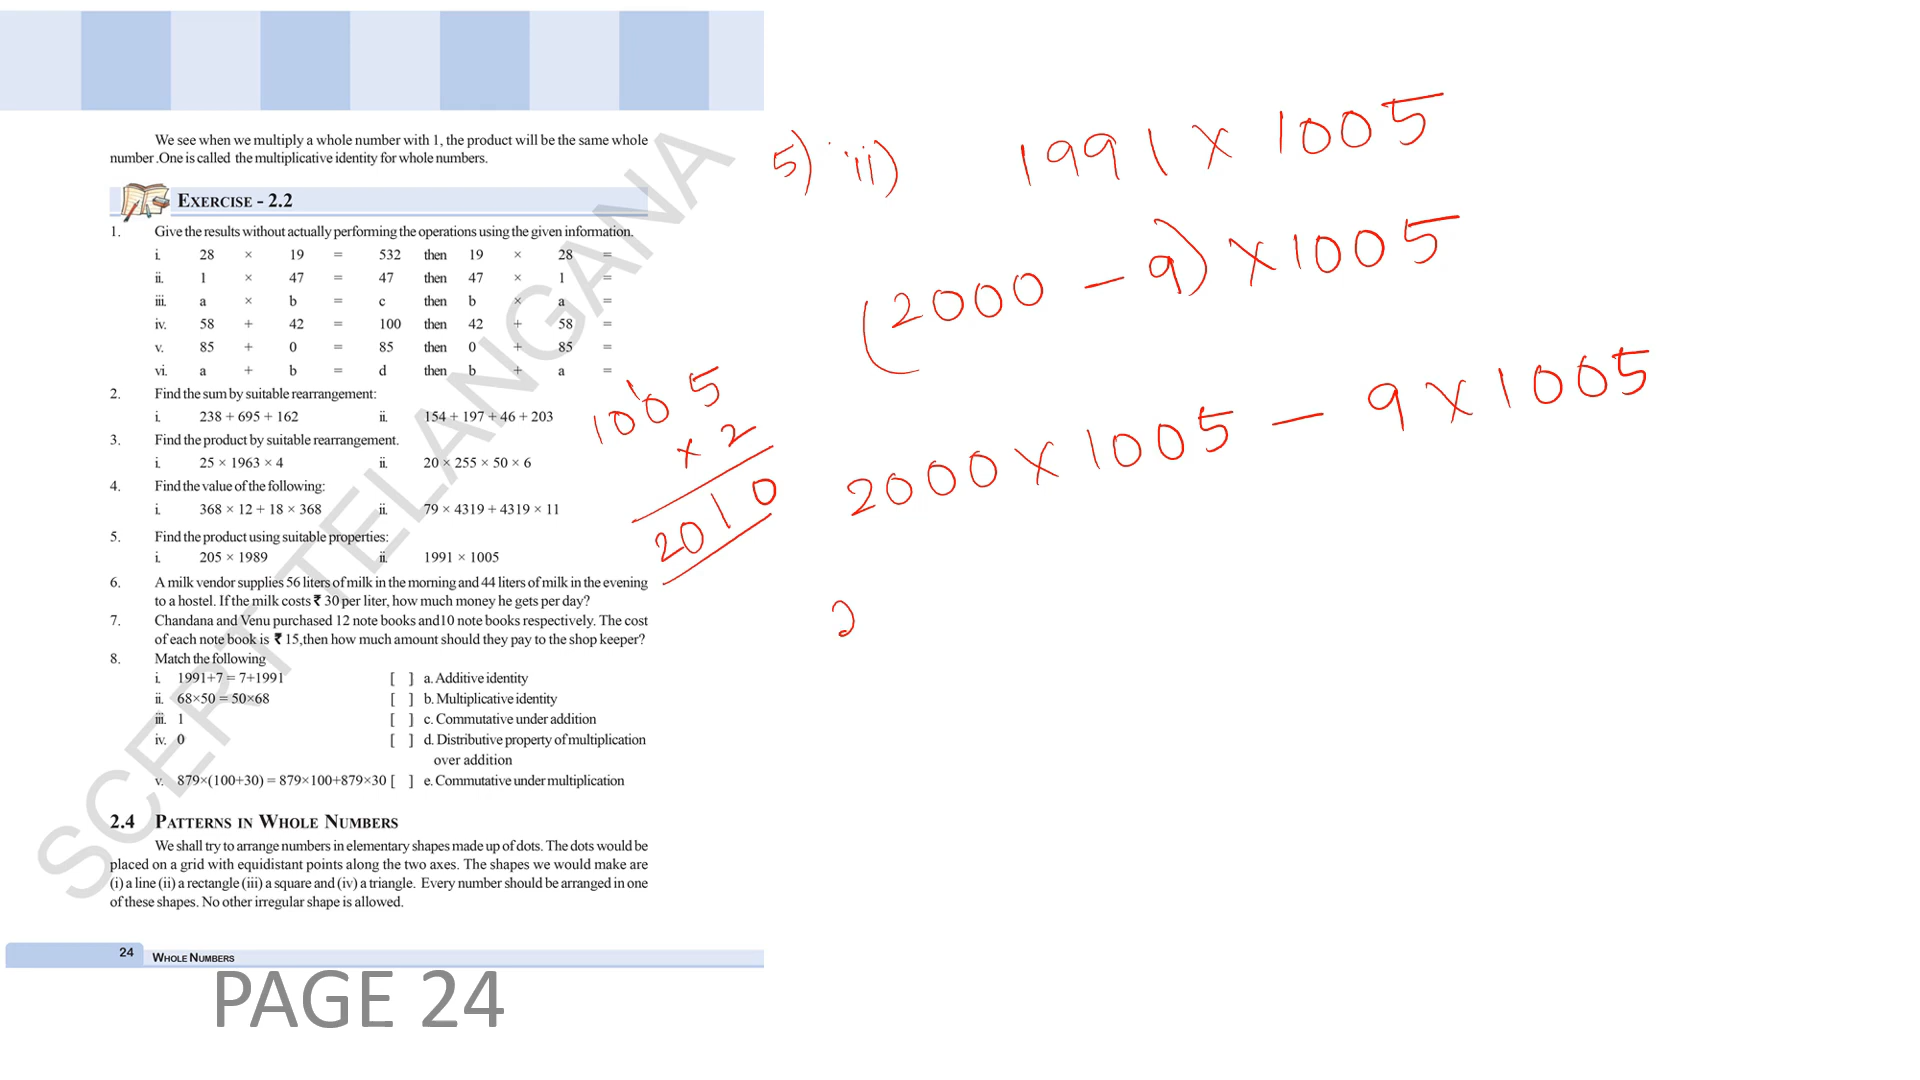 We see when we multiply a whole number with 1, the product will be the same whole
number .One is called the multiplicative identity for whole numbers.
EXERCISE - 2.2
1. Give the results without actually performing the operations using the given information.
i. 28 × 19 = 532 then 19 × 28 =
ii. 1 × 47 = 47 then 47 × 1 =
iii. a × b = c then b × a =
iv. 58 + 42 = 100 then 42 + 58 =
v. 85 + 0 = 85 then 0 + 85 =
vi. a + b = d then b + a =
2. Find the sum by suitable rearrangement:
i. 238 + 695 + 162 ii. 154 + 197 + 46 + 203
3. Find the product by suitable rearrangement.
i. 25 × 1963 × 4 ii. 20 × 255 × 50 × 6
4. Find the value of the following:
i. 368 × 12 + 18 × 368 ii. 79 × 4319 + 4319 × 11
5. Find the product using suitable properties:
i. 205 × 1989 ii. 1991 × 1005
6. A milk vendor supplies 56 liters of milk in the morning and 44 liters of milk in the evening
to a hostel. If the milk costs ₹ 30 per liter, how much money he gets per day?
7. Chandana and Venu purchased 12 note books and10 note books respectively. The cost
of each note book is ₹ 15,then how much amount should they pay to the shop keeper?
8. Match the following
i. 1991+7 = 7+1991 [ ] a. Additive identity
ii. 68×50 = 50×68 [ ] b. Multiplicative identity
iii. 1 [ ] c. Commutative under addition
iv. 0 [ ] d. Distributive property of multiplication
over addition
v. 879×(100+30) = 879×100+879×30 [ ] e. Commutative under multiplication
2.4 PATTERNS IN WHOLE NUMBERS
We shall try to arrange numbers in elementary shapes made up of dots. The dots would be
placed on a grid with equidistant points along the two axes. The shapes we would make are
(i) a line (ii) a rectangle (iii) a square and (iv) a triangle. Every number should be arranged in one
of these shapes. No other irregular shape is allowed.
24 WHOLE NUMBERS
PAGE 24
SCERT TELANGANA
5) ii) 1991 × 1005
(2000 - 9) × 1005
2000 × 1005 - 9 × 1005
2
1
1005
× 2
2010